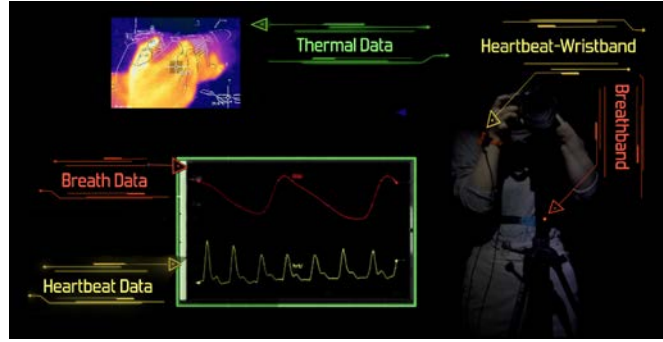 Thermal Data
Heartbeat-Wristband
Breathband
Breath Data
Heartbeat Data